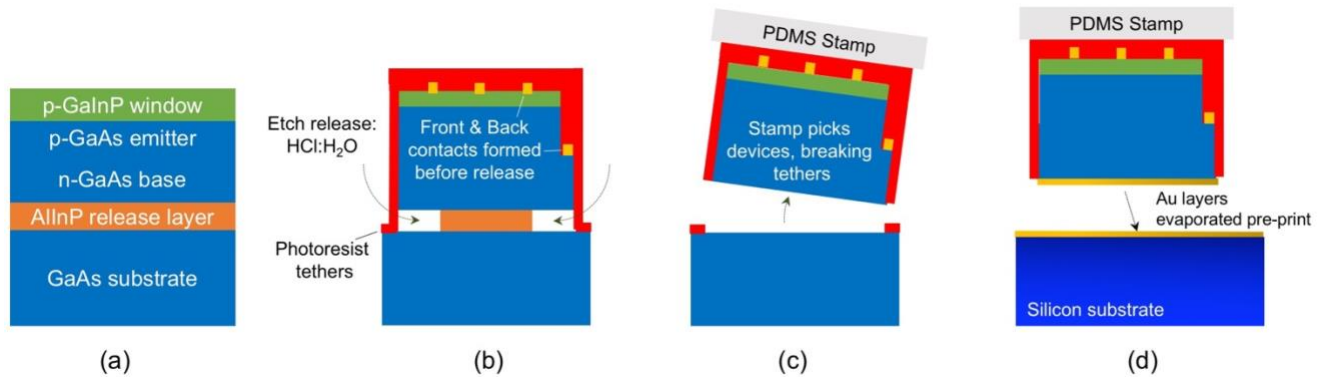 p-GaInP window
p-GaAs emitter
n-GaAs base
AlInP release layer
GaAs substrate
(a)
Etch release:
HCl:H₂O
Front & Back
contacts formed
before release
Photoresist
tethers
(b)
PDMS Stamp
Stamp picks
devices, breaking
tethers
(c)
PDMS Stamp
Au layers
evaporated pre-print
Silicon substrate
(d)